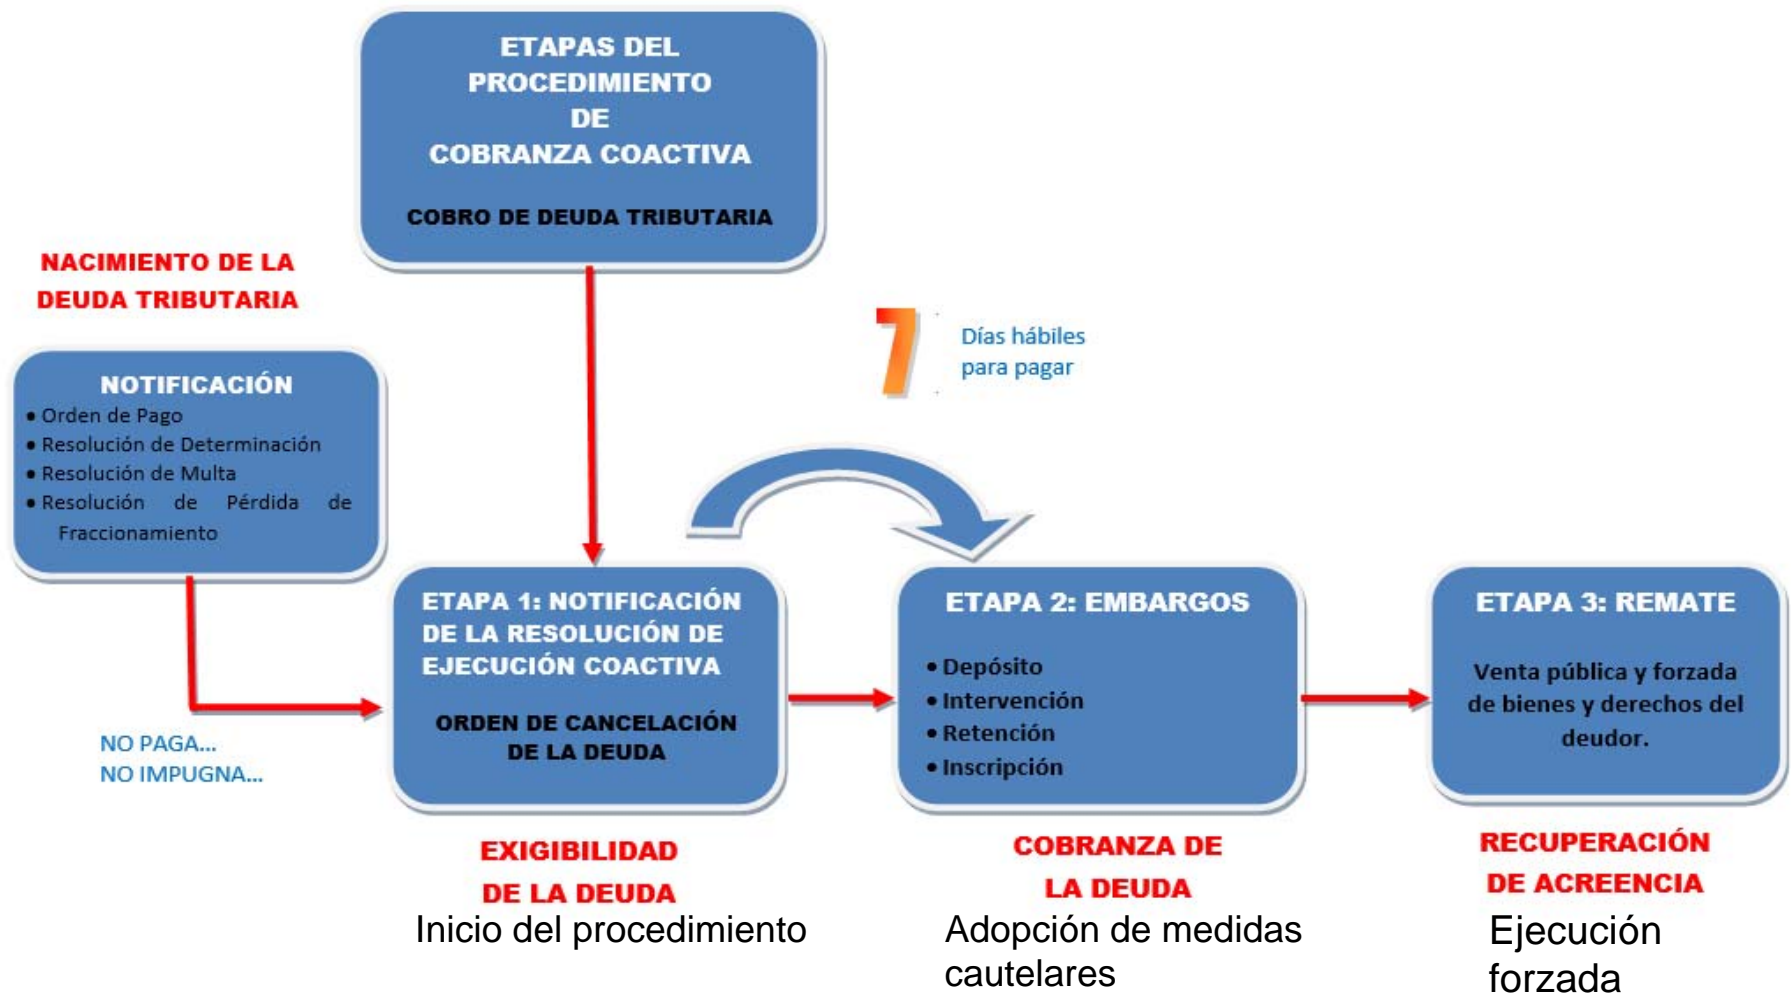 ETAPAS DEL
PROCEDIMIENTO
DE
COBRANZA COACTIVA
COBRO DE DEUDA TRIBUTARIA
NACIMIENTO DE LA
DEUDA TRIBUTARIA
NOTIFICACIÓN
• Orden de Pago
• Resolución de Determinación
• Resolución de Multa
• Resolución de Pérdida de
Fraccionamiento
NO PAGA...
NO IMPUGNA...
7
Días hábiles
para pagar
ETAPA 1: NOTIFICACIÓN
DE LA RESOLUCIÓN DE
EJECUCIÓN COACTIVA
ORDEN DE CANCELACIÓN
DE LA DEUDA
EXIGIBILIDAD
DE LA DEUDA
Inicio del procedimiento
ETAPA 2: EMBARGOS
• Depósito
• Intervención
• Retención
• Inscripción
COBRANZA DE
LA DEUDA
Adopción de medidas
cautelares
ETAPA 3: REMATE
Venta pública y forzada
de bienes y derechos del
deudor.
RECUPERACIÓN
DE ACREENCIA
Ejecución
forzada